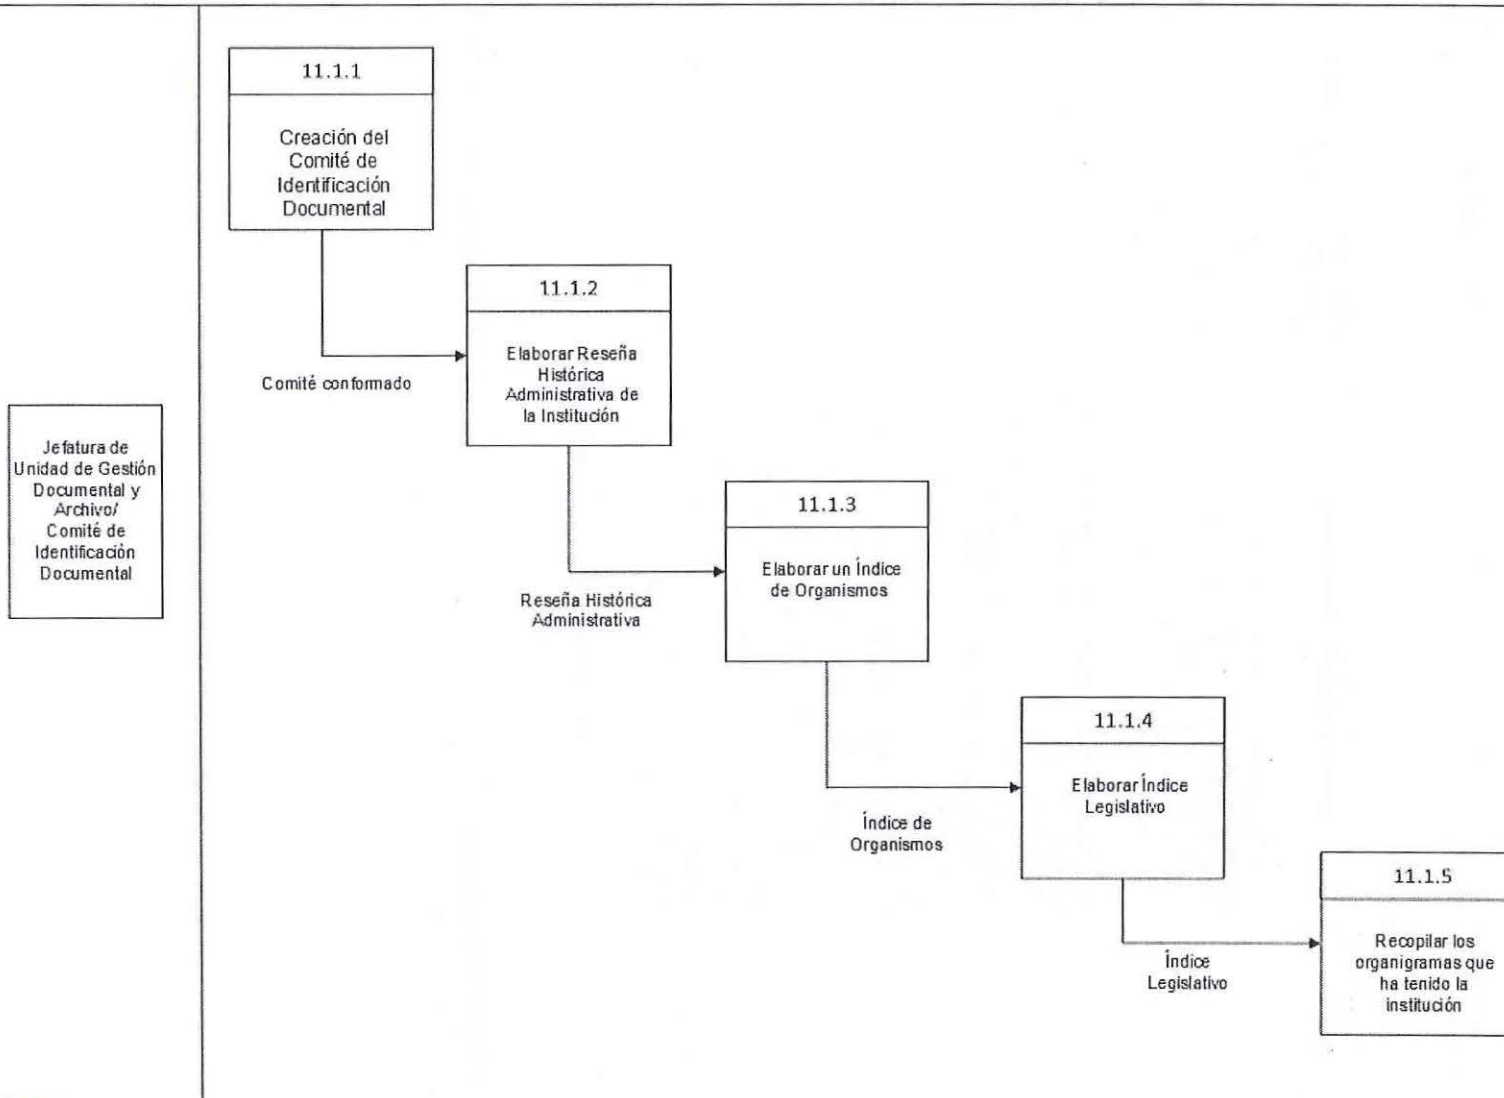 11.1.1
Creación del
Comité de
Identificación
Documental
Comité conformado
11.1.2
Elaborar Reseña
Histórica
Administrativa de
la Institución
Reseña Histórica
Administrativa
11.1.3
Elaborar un Índice
de Organismos
Índice de
Organismos
11.1.4
Elaborar Índice
Legislativo
Índice
Legislativo
11.1.5
Recopilar los
organigramas que
ha tenido la
institución
Jefatura de
Unidad de Gestión
Documental y
Archivo/
Comité de
Identificación
Documental